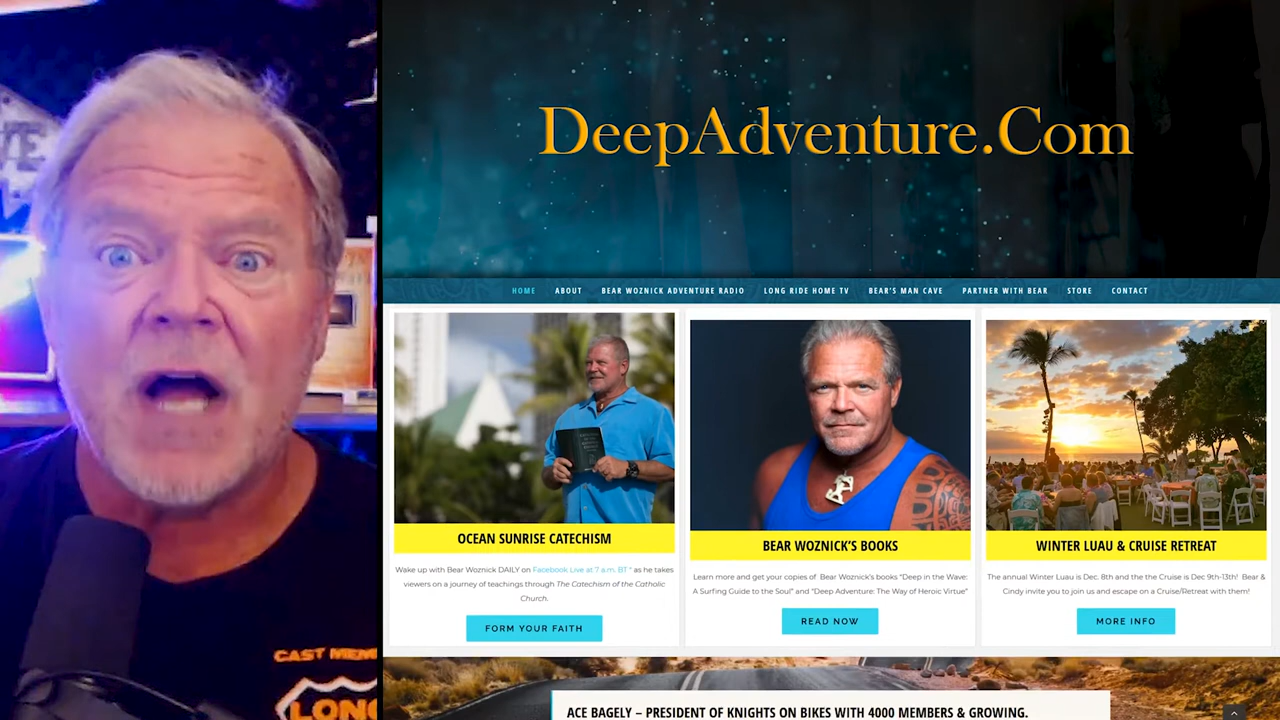 CAST MEM
LONG
DeepAdventure.Com
HOME ABOUT BEAR WOZNICK ADVENTURE RADIO LONG RIDE HOME TV BEAR'S MAN CAVE PARTNER WITH BEAR STORE CONTACT
OCEAN SUNRISE CATECHISM
Wake up with Bear Woznick DAILY on Facebook Live at 7 a.m. BT * as he takes
viewers on a journey of teachings through The Catechism of the Catholic
Church.
FORM YOUR FAITH
BEAR WOZNICK'S BOOKS
Learn more and get your copies of Bear Woznick's books "Deep in the Wave:
A Surfing Guide to the Soul" and "Deep Adventure: The Way of Heroic Virtue"
READ NOW
WINTER LUAU & CRUISE RETREAT
The annual Winter Luau is Dec. 8th and the the Cruise is Dec 9th-13th! Bear &
Cindy invite you to join us and escape on a Cruise/Retreat with them!
MORE INFO
ACE BAGELY – PRESIDENT OF KNIGHTS ON BIKES WITH 4000 MEMBERS & GROWING.